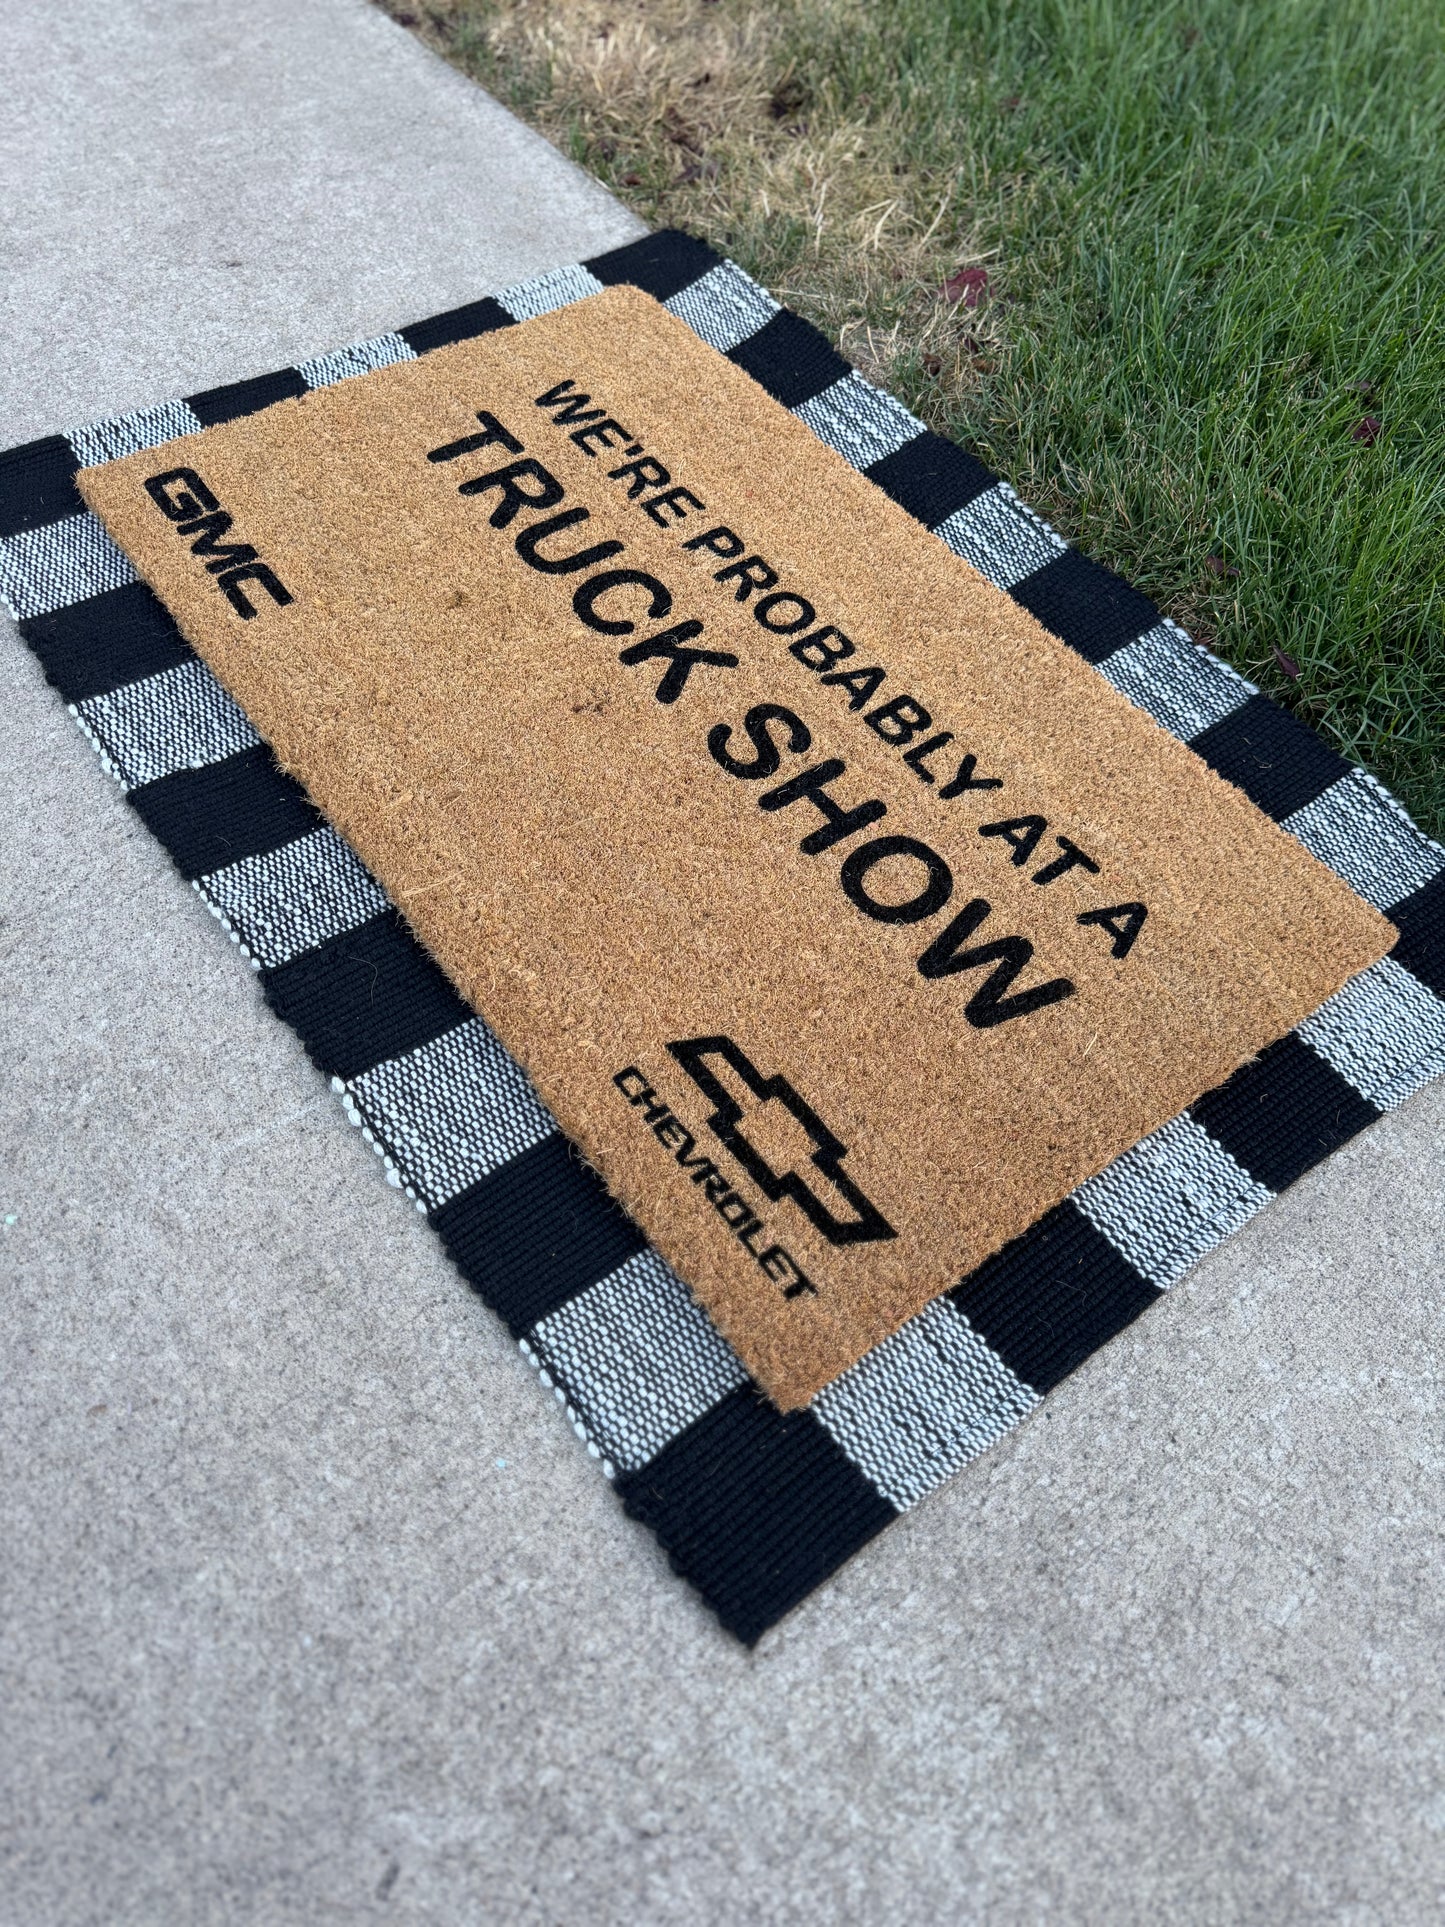 WE'RE PROBABLY AT A
TRUCK SHOW
GMC
CHEVROLET